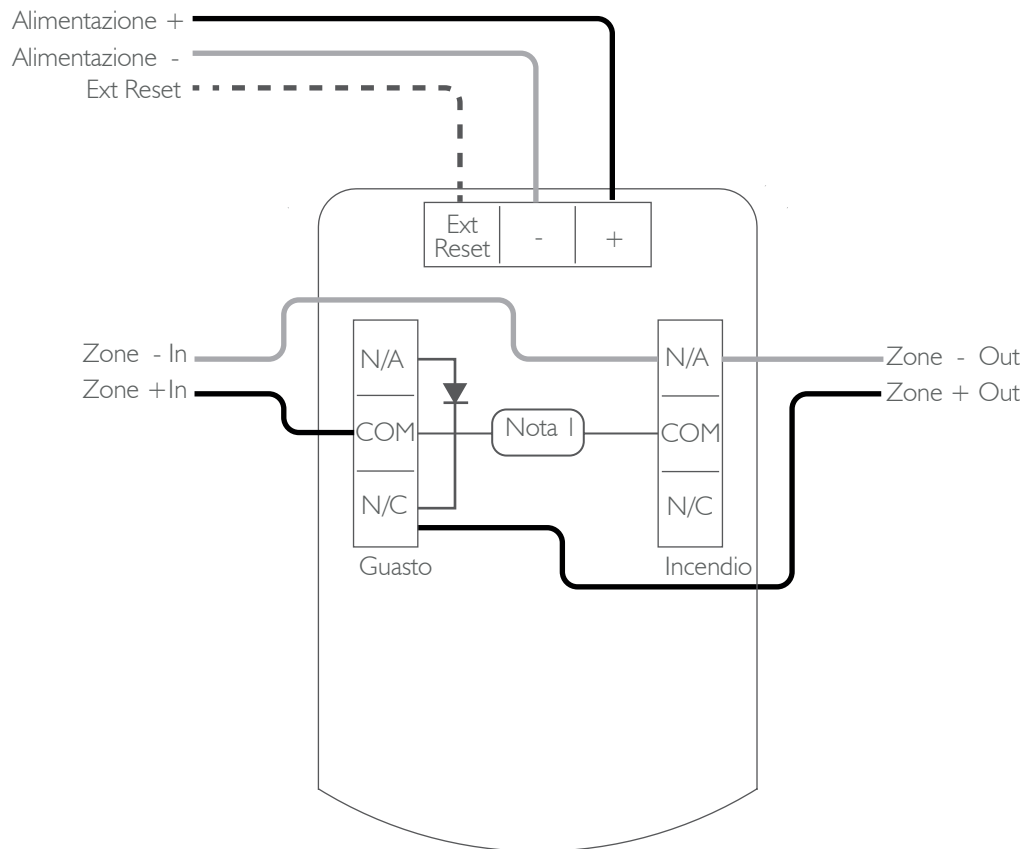 Alimentazione +
Alimentazione -
Ext Reset
Ext
Reset
-
+
Zone - In
Zone +In
N/A
COM
N/C
Guasto
Nota 1
N/A
COM
N/C
Incendio
Zone - Out
Zone + Out